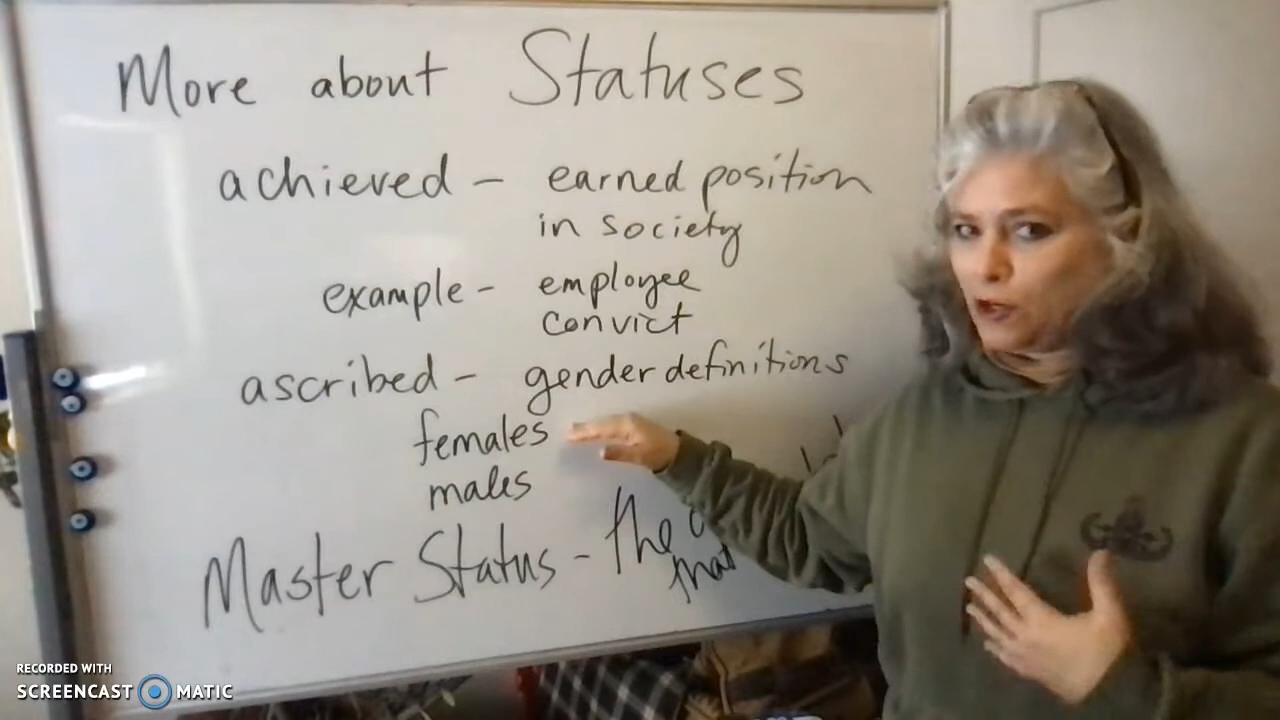 More about Statuses
achieved - earned position
in society
example - employee
convict
ascribed - gender definitions
females
males
Master Status - the
that
RECORDED WITH
SCREENCAST MATIC